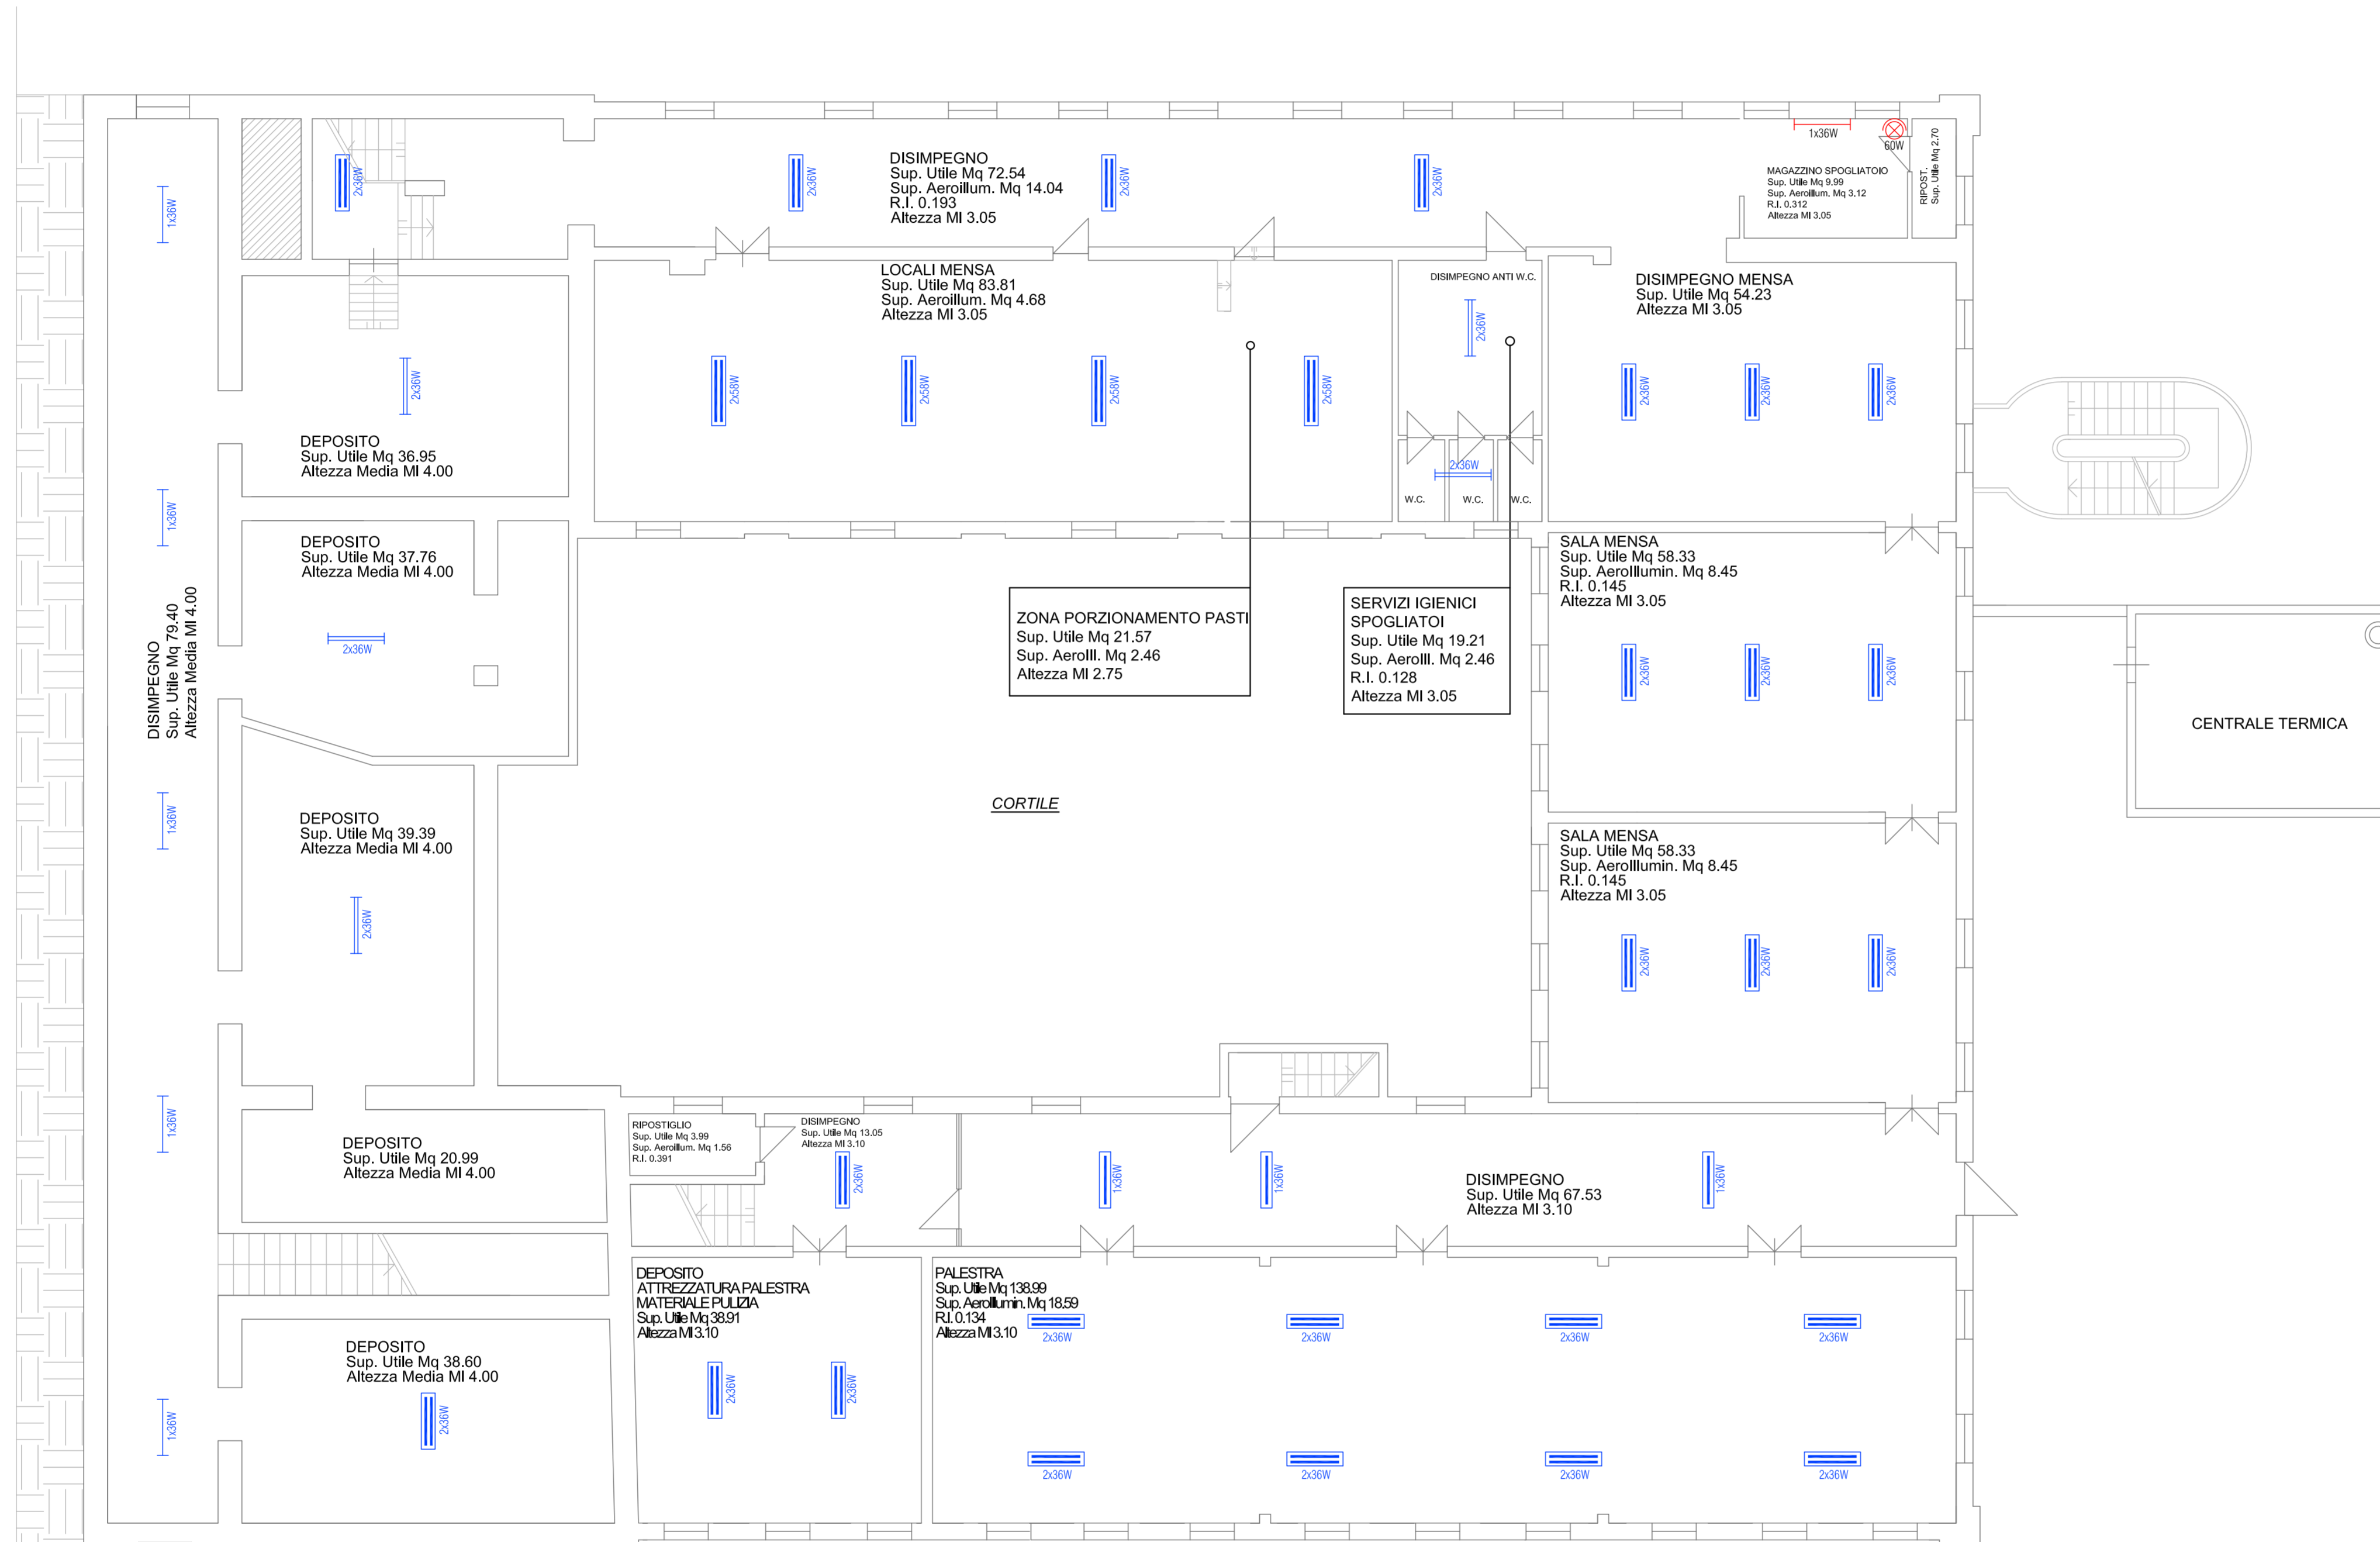 1x36W
60W
MAGAZZINO SPOGLIATOIO
Sup. Utile Mq 9.99
Sup. Aeroillum. Mq 3.12
R.I. 0.312
Altezza Ml 3.05
RIPOST.
Sup. Utile Mq 2.70
2x36W
1x36W
DISIMPEGNO
Sup. Utile Mq 72.54
Sup. Aeroillum. Mq 14.04
R.I. 0.193
Altezza Ml 3.05
2x36W
2x36W
2x36W
LOCALI MENSA
Sup. Utile Mq 83.81
Sup. Aeroillum. Mq 4.68
Altezza Ml 3.05
2x58W
2x58W
2x58W
2x58W
DISIMPEGNO ANTI W.C.
2x36W
2x36W
W.C.
W.C.
W.C.
DISIMPEGNO MENSA
Sup. Utile Mq 54.23
Altezza Ml 3.05
2x36W
2x36W
2x36W
2x36W
DEPOSITO
Sup. Utile Mq 36.95
Altezza Media Ml 4.00
1x36W
DEPOSITO
Sup. Utile Mq 37.76
Altezza Media Ml 4.00
2x36W
DISIMPEGNO
Sup. Utile Mq 79.40
Altezza Media Ml 4.00
ZONA PORZIONAMENTO PASTI
Sup. Utile Mq 21.57
Sup. Aeroill. Mq 2.46
Altezza Ml 2.75
SERVIZI IGIENICI
SPOGLIATOI
Sup. Utile Mq 19.21
Sup. Aeroill. Mq 2.46
R.I. 0.128
Altezza Ml 3.05
SALA MENSA
Sup. Utile Mq 58.33
Sup. Aeroillumin. Mq 8.45
R.I. 0.145
Altezza Ml 3.05
2x36W
2x36W
2x36W
CENTRALE TERMICA
CORTILE
1x36W
DEPOSITO
Sup. Utile Mq 39.39
Altezza Media Ml 4.00
2x36W
SALA MENSA
Sup. Utile Mq 58.33
Sup. Aeroillumin. Mq 8.45
R.I. 0.145
Altezza Ml 3.05
2x36W
2x36W
2x36W
1x36W
DEPOSITO
Sup. Utile Mq 20.99
Altezza Media Ml 4.00
RIPOSTIGLIO
Sup. Utile Mq 3.99
Sup. Aeroillum. Mq 1.56
R.I. 0.391
DISIMPEGNO
Sup. Utile Mq 13.05
Altezza Ml 3.10
2x36W
1x36W
1x36W
DISIMPEGNO
Sup. Utile Mq 67.53
Altezza Ml 3.10
1x36W
DEPOSITO
ATTREZZATURA PALESTRA
MATERIALE PULIZIA
Sup. Utile Mq 38.91
Altezza Ml 3.10
2x36W
2x36W
PALESTRA
Sup. Utile Mq 138.99
Sup. Aeroillumin. Mq 18.59
R.I. 0.134
Altezza Ml 3.10
2x36W
2x36W
2x36W
2x36W
DEPOSITO
Sup. Utile Mq 38.60
Altezza Media Ml 4.00
1x36W
2x36W
2x36W
2x36W
2x36W
2x36W